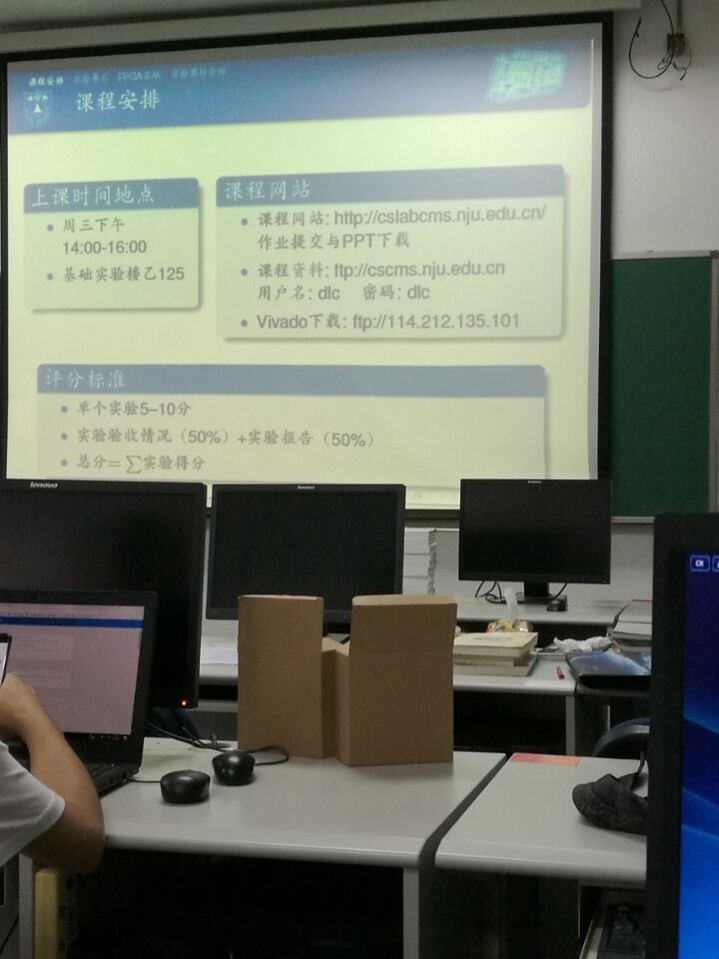 课程安排 实验要求 FPGA基础 实验器材介绍
课程安排
上课时间地点
周三下午
14:00-16:00
基础实验楼乙125
课程网站
课程网站: http://cslabcms.nju.edu.cn/
作业提交与PPT下载
课程资料: ftp://cscms.nju.edu.cn
用户名: dlc 密码: dlc
Vivado下载: ftp://114.212.135.101
评分标准
单个实验5–10分
实验验收情况（50%）+实验报告（50%）
总分=∑实验得分
lenovo
CN